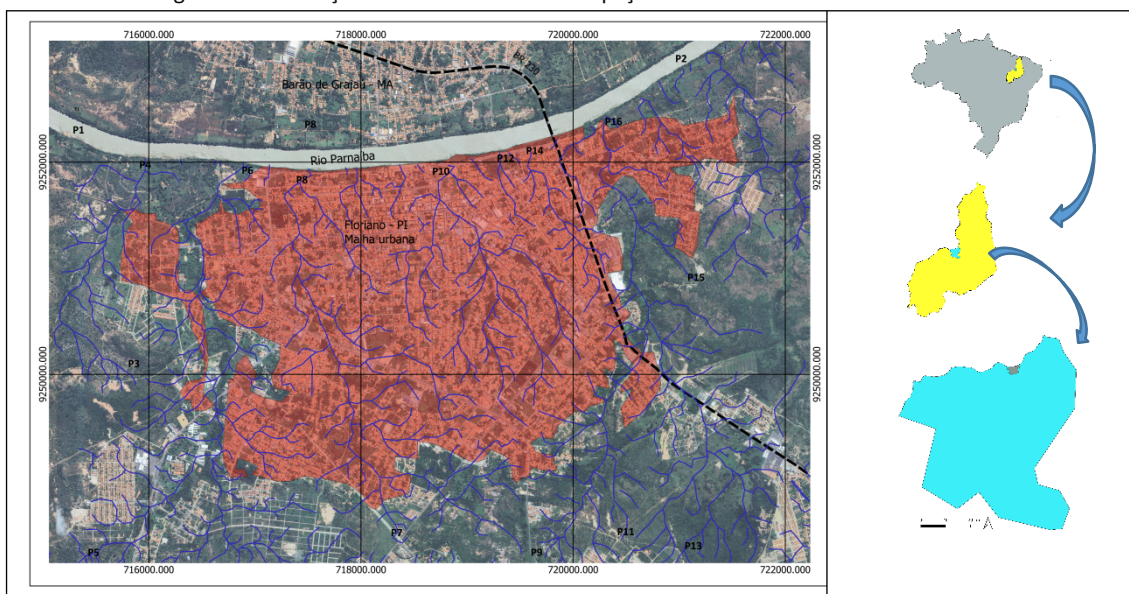 716000.000
718000.000
720000.000
722000.000
BR 230
P2
Barão de Grajaú - MA
P8
P16
P1
P14
Rio Parnaíba
P12
9252000.000
9252000.000
P4
P6
P8
P10
Floriano - PI
Malha urbana
P15
P3
9250000.000
9250000.000
P7
P11
P5
P9
P13
716000.000
718000.000
720000.000
722000.000